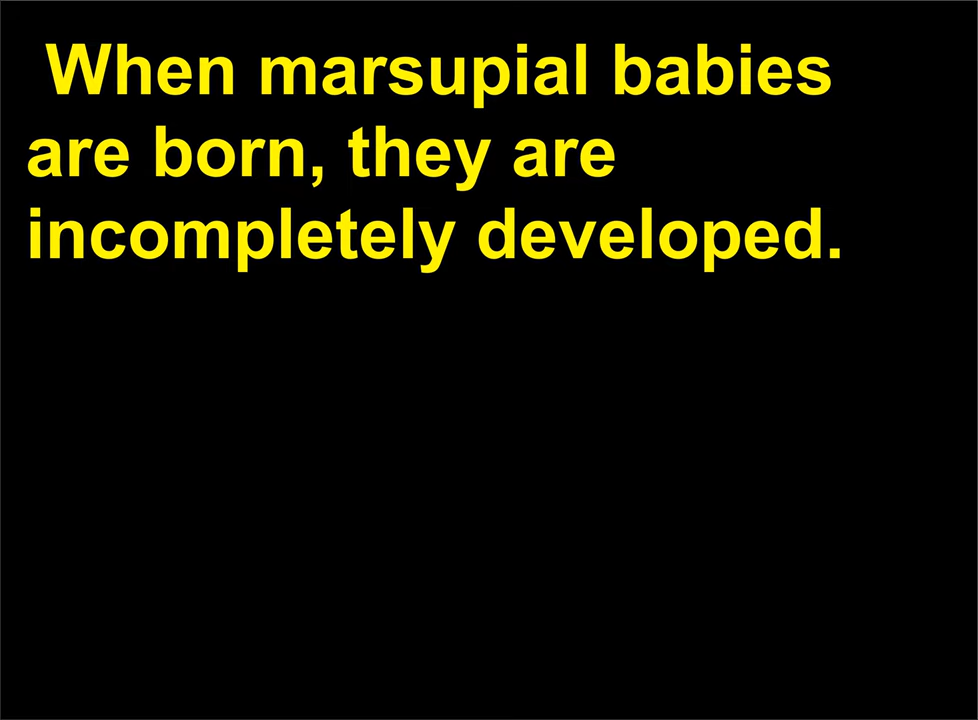 When marsupial babies
are born, they are
incompletely developed.